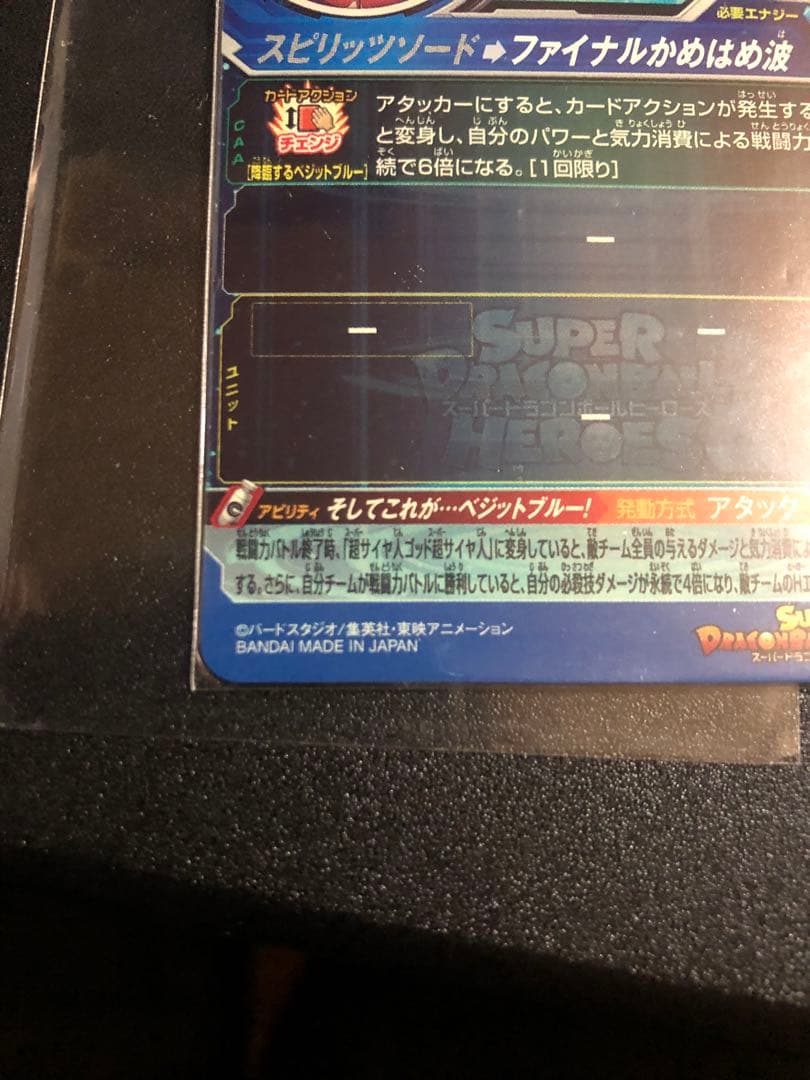 必要エナジー
スピリッツソード➡ファイナルかめはめ波
カードアクション
チェンジ
[降臨するベジットブルー]
CAA
アタッカーにすると、カードアクションが発生する
と変身し、自分のパワーと気力消費による戦闘力
続で6倍になる。[1回限り]
ー
ー ー
ー
ユニット
SUPER
DRAGONBALL
スーパードラゴンボールヒーローズ
HEROES
アビリティ そしてこれが…ベジットブルー! 発動方式 アタック
戦闘力バトル終了時、「超サイヤ人ゴッド超サイヤ人」に変身していると、敵チーム全員の与えるダメージと気力消費に
する。さらに、自分チームが戦闘力バトルに勝利していると、自分の必殺技ダメージが永続で4倍になり、敵チームのHエ
©バードスタジオ/集英社・東映アニメーション
BANDAI MADE IN JAPAN
SU
DRAGONB
スーパードラゴ